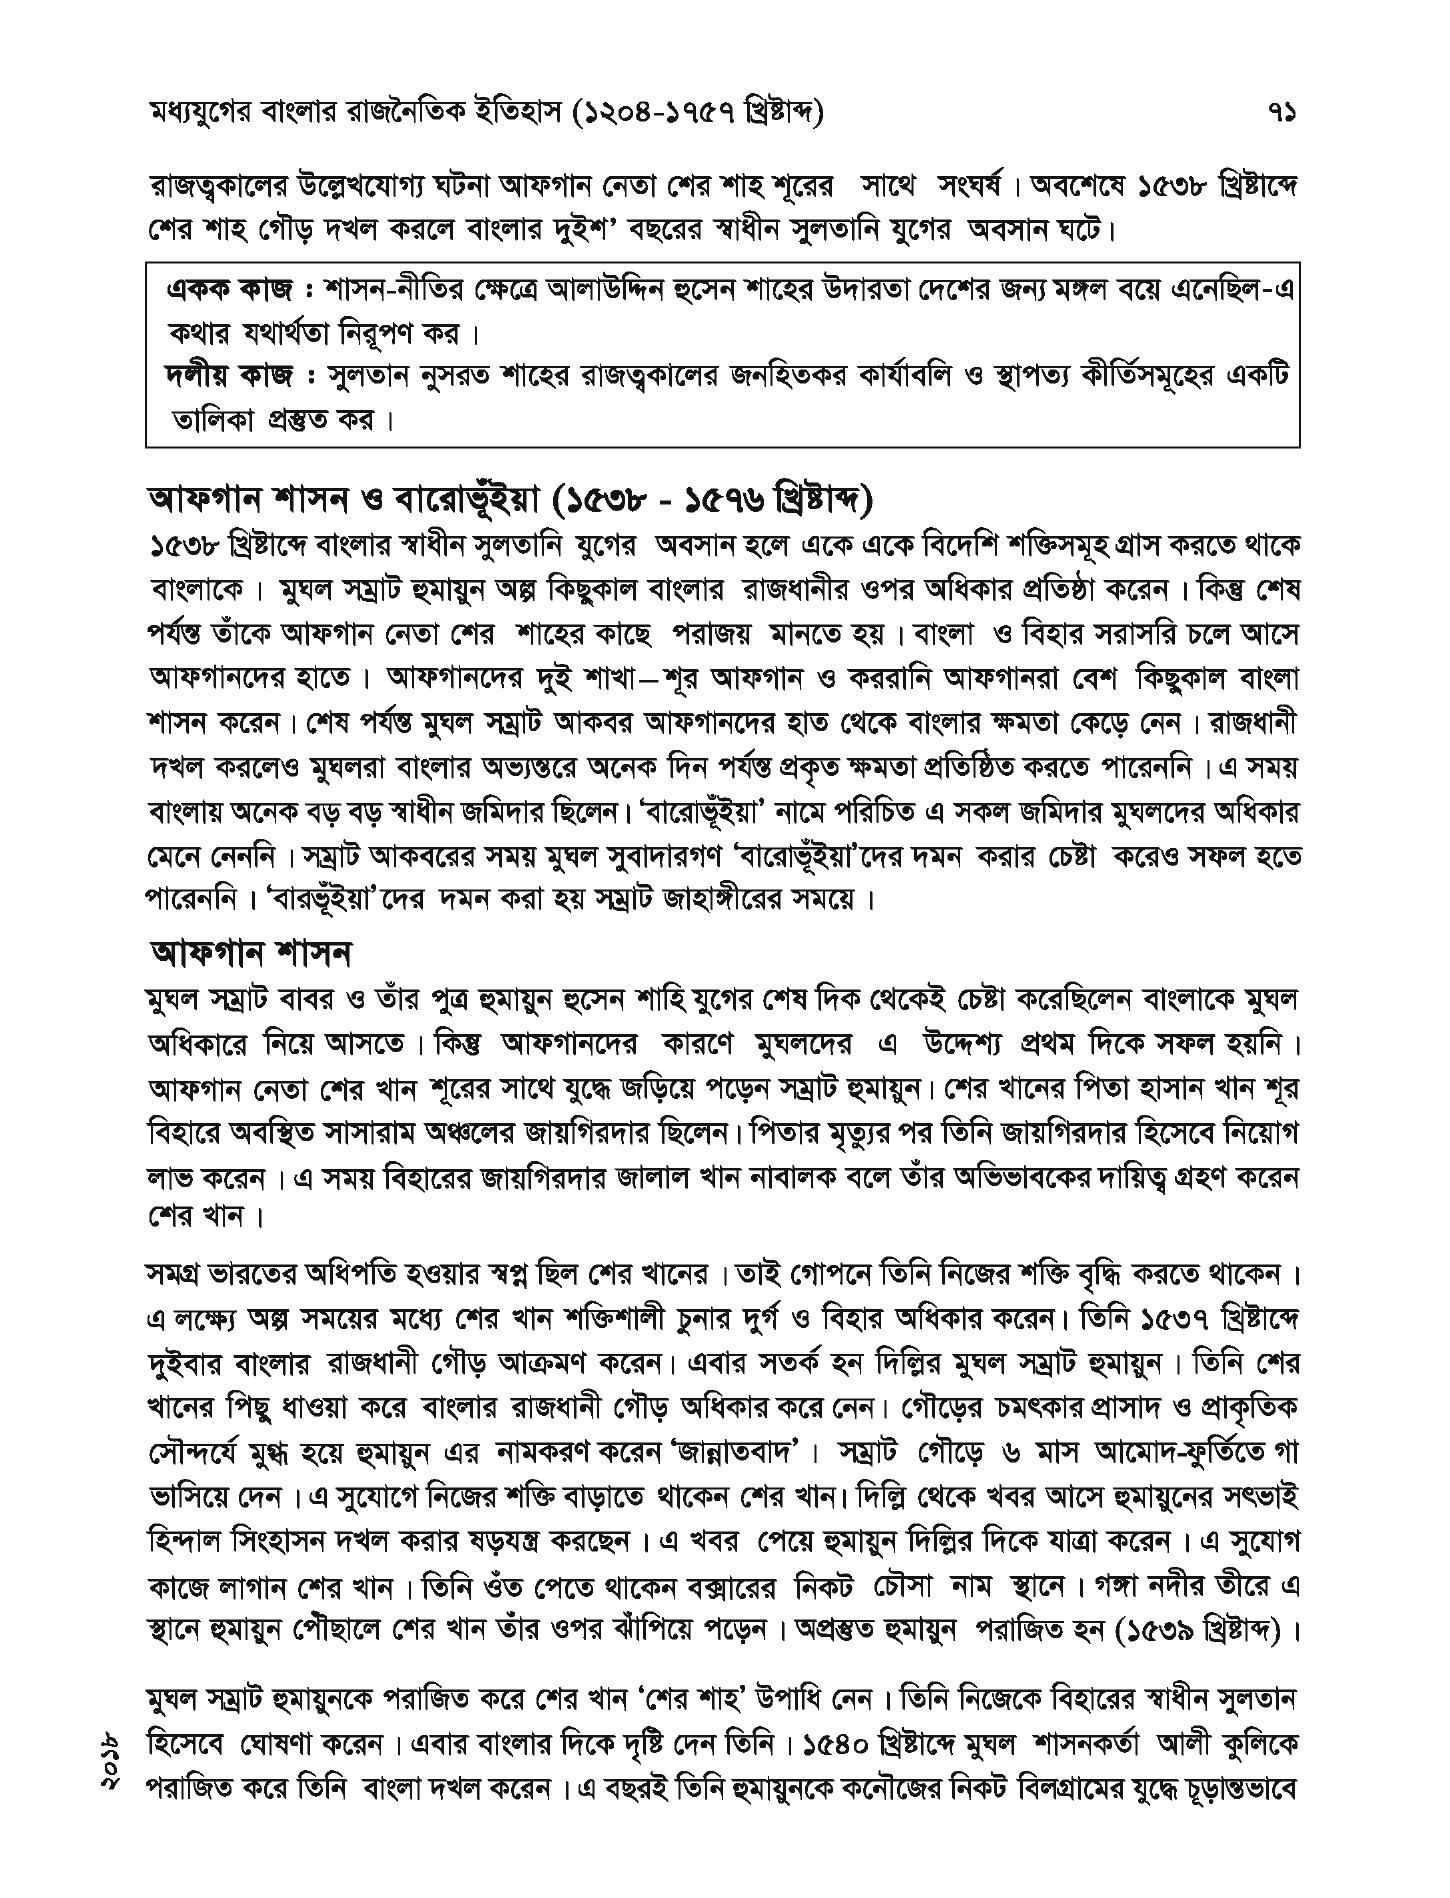 মধ্যযুগের বাংলার রাজনৈতিক ইতিহাস (১২০৪-১৭৫৭ খ্রিষ্টাব্দ) ৭১
রাজত্বকালের উল্লেখযোগ্য ঘটনা আফগান নেতা শের শাহ শূরের সাথে সংঘর্ষ । অবশেষে ১৫৩৮ খ্রিষ্টাব্দে
শের শাহ গৌড় দখল করলে বাংলার দুইশ’ বছরের স্বাধীন সুলতানি যুগের অবসান ঘটে।
একক কাজ : শাসন-নীতির ক্ষেত্রে আলাউদ্দিন হুসেন শাহের উদারতা দেশের জন্য মঙ্গল বয়ে এনেছিল-এ
কথার যথার্থতা নিরূপণ কর ।
দলীয় কাজ : সুলতান নুসরত শাহের রাজত্বকালের জনহিতকর কার্যাবলি ও স্থাপত্য কীর্তিসমূহের একটি
তালিকা প্রস্তুত কর ।
আফগান শাসন ও বারোভূঁইয়া (১৫৩৮ - ১৫৭৬ খ্রিষ্টাব্দ)
১৫৩৮ খ্রিষ্টাব্দে বাংলার স্বাধীন সুলতানি যুগের অবসান হলে একে একে বিদেশি শক্তিসমূহ গ্রাস করতে থাকে
বাংলাকে । মুঘল সম্রাট হুমায়ুন অল্প কিছুকাল বাংলার রাজধানীর ওপর অধিকার প্রতিষ্ঠা করেন । কিন্তু শেষ
পর্যন্ত তাঁকে আফগান নেতা শের শাহের কাছে পরাজয় মানতে হয় । বাংলা ও বিহার সরাসরি চলে আসে
আফগানদের হাতে । আফগানদের দুই শাখা–শূর আফগান ও কররানি আফগানরা বেশ কিছুকাল বাংলা
শাসন করেন । শেষ পর্যন্ত মুঘল সম্রাট আকবর আফগানদের হাত থেকে বাংলার ক্ষমতা কেড়ে নেন । রাজধানী
দখল করলেও মুঘলরা বাংলার অভ্যন্তরে অনেক দিন পর্যন্ত প্রকৃত ক্ষমতা প্রতিষ্ঠিত করতে পারেননি । এ সময়
বাংলায় অনেক বড় বড় স্বাধীন জমিদার ছিলেন। ‘বারোভূঁইয়া’ নামে পরিচিত এ সকল জমিদার মুঘলদের অধিকার
মেনে নেননি । সম্রাট আকবরের সময় মুঘল সুবাদারগণ ‘বারোভূঁইয়া’দের দমন করার চেষ্টা করেও সফল হতে
পারেননি । ‘বারভূঁইয়া’দের দমন করা হয় সম্রাট জাহাঙ্গীরের সময়ে ।
আফগান শাসন
মুঘল সম্রাট বাবর ও তাঁর পুত্র হুমায়ুন হুসেন শাহি যুগের শেষ দিক থেকেই চেষ্টা করেছিলেন বাংলাকে মুঘল
অধিকারে নিয়ে আসতে । কিন্তু আফগানদের কারণে মুঘলদের এ উদ্দেশ্য প্রথম দিকে সফল হয়নি ।
আফগান নেতা শের খান শূরের সাথে যুদ্ধে জড়িয়ে পড়েন সম্রাট হুমায়ুন। শের খানের পিতা হাসান খান শূর
বিহারে অবস্থিত সাসারাম অঞ্চলের জায়গিরদার ছিলেন। পিতার মৃত্যুর পর তিনি জায়গিরদার হিসেবে নিয়োগ
লাভ করেন । এ সময় বিহারের জায়গিরদার জালাল খান নাবালক বলে তাঁর অভিভাবকের দায়িত্ব গ্রহণ করেন
শের খান ।
সমগ্র ভারতের অধিপতি হওয়ার স্বপ্ন ছিল শের খানের । তাই গোপনে তিনি নিজের শক্তি বৃদ্ধি করতে থাকেন ।
এ লক্ষ্যে অল্প সময়ের মধ্যে শের খান শক্তিশালী চুনার দুর্গ ও বিহার অধিকার করেন। তিনি ১৫৩৭ খ্রিষ্টাব্দে
দুইবার বাংলার রাজধানী গৌড় আক্রমণ করেন। এবার সতর্ক হন দিল্লির মুঘল সম্রাট হুমায়ুন । তিনি শের
খানের পিছু ধাওয়া করে বাংলার রাজধানী গৌড় অধিকার করে নেন। গৌড়ের চমৎকার প্রাসাদ ও প্রাকৃতিক
সৌন্দর্যে মুগ্ধ হয়ে হুমায়ুন এর নামকরণ করেন ‘জান্নাতবাদ’ । সম্রাট গৌড়ে ৬ মাস আমোদ-ফুর্তিতে গা
ভাসিয়ে দেন । এ সুযোগে নিজের শক্তি বাড়াতে থাকেন শের খান। দিল্লি থেকে খবর আসে হুমায়ুনের সৎভাই
হিন্দাল সিংহাসন দখল করার ষড়যন্ত্র করছেন । এ খবর পেয়ে হুমায়ুন দিল্লির দিকে যাত্রা করেন । এ সুযোগ
কাজে লাগান শের খান । তিনি ওঁত পেতে থাকেন বক্সারের নিকট চৌসা নাম স্থানে । গঙ্গা নদীর তীরে এ
স্থানে হুমায়ুন পৌঁছালে শের খান তাঁর ওপর ঝাঁপিয়ে পড়েন । অপ্রস্তুত হুমায়ুন পরাজিত হন (১৫৩৯ খ্রিষ্টাব্দ) ।
মুঘল সম্রাট হুমায়ুনকে পরাজিত করে শের খান ‘শের শাহ’ উপাধি নেন । তিনি নিজেকে বিহারের স্বাধীন সুলতান
হিসেবে ঘোষণা করেন । এবার বাংলার দিকে দৃষ্টি দেন তিনি । ১৫৪০ খ্রিষ্টাব্দে মুঘল শাসনকর্তা আলী কুলিকে
পরাজিত করে তিনি বাংলা দখল করেন । এ বছরই তিনি হুমায়ুনকে কনৌজের নিকট বিলগ্রামের যুদ্ধে চূড়ান্তভাবে
২০১৮